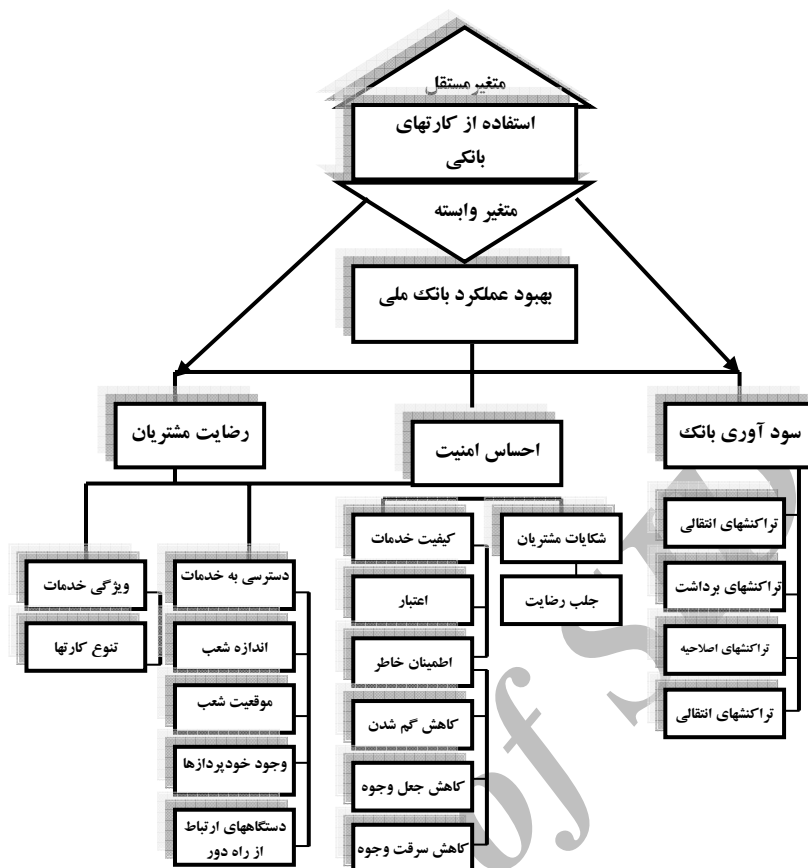 متغیر مستقل
استفاده از کارتهای
بانکی
متغیر وابسته
بهبود عملکرد بانک ملی
سود آوری بانک
احساس امنیت
رضایت مشتریان
تراکنشهای انتقالی
تراکنشهای برداشت
تراکنشهای اصلاحیه
تراکنشهای انتقالی
شکایات مشتریان
جلب رضایت
کیفیت خدمات
اعتبار
اطمینان خاطر
کاهش گم شدن
کاهش جعل وجوه
کاهش سرقت وجوه
دسترسی به خدمات
اندازه شعب
موقعیت شعب
وجود خودپردازها
دستگاههای ارتباط
از راه دور
ویژگی خدمات
تنوع کارتها
of